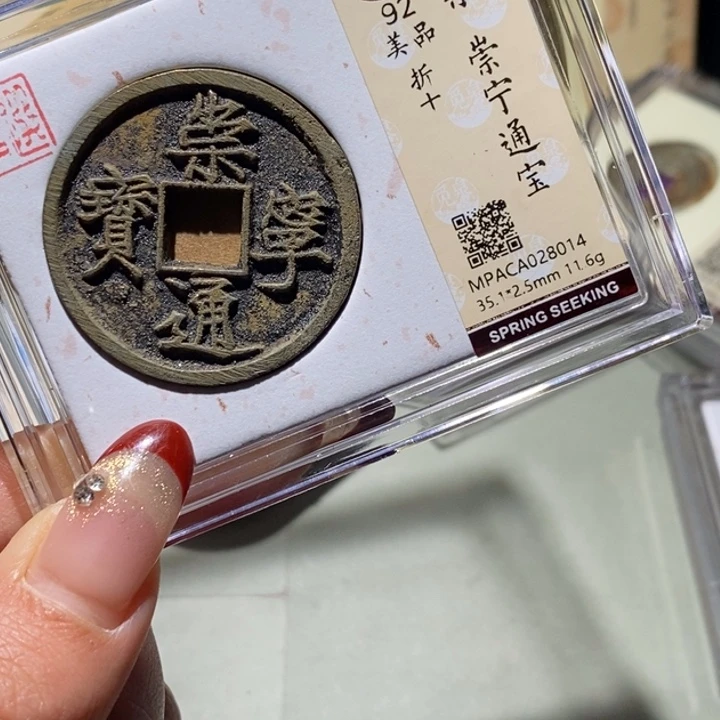 崇寧通寳
92
美品 折十
崇宁通宝
MPACA028014
35.1*2.5mm 11.6g
SPRING SEEKING